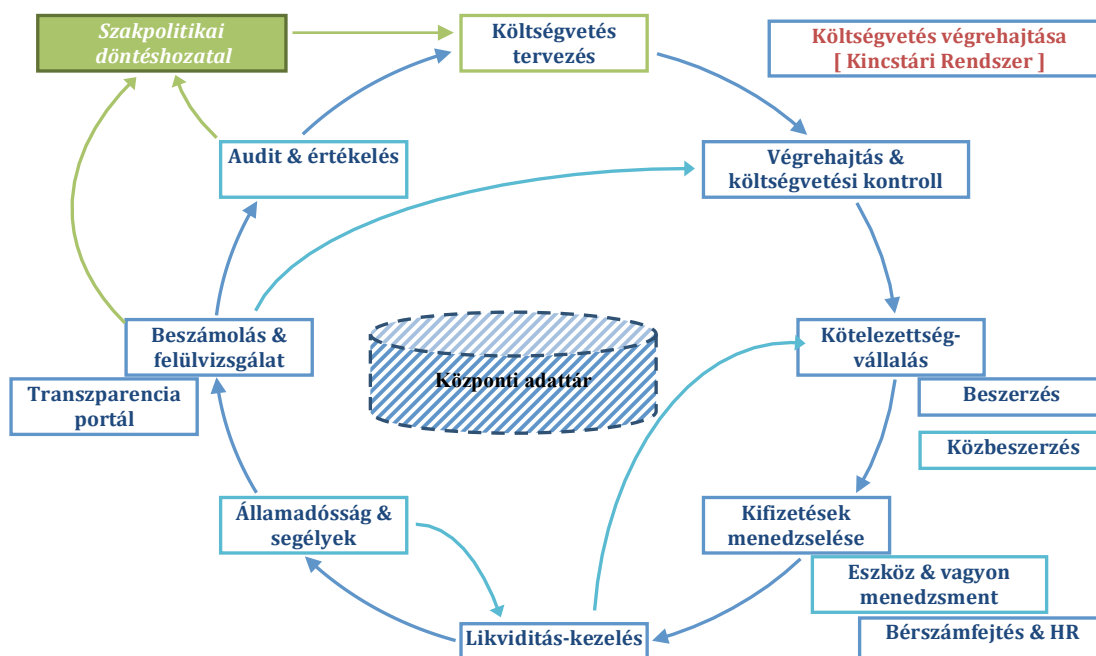 Szakpolitikai
döntéshozatal
Költségvetés
tervezés
Költségvetés végrehajtása
[ Kincstári Rendszer ]
Audit & értékelés
Végrehajtás &
költségvetési kontroll
Beszámolás &
felülvizsgálat
Transzparencia
portál
Központi adattár
Kötelezettség-
vállalás
Beszerzés
Közbeszerzés
Államadósság &
segélyek
Kifizetések
menedzselése
Eszköz & vagyon
menedzsment
Bérszámfejtés & HR
Likviditás-kezelés